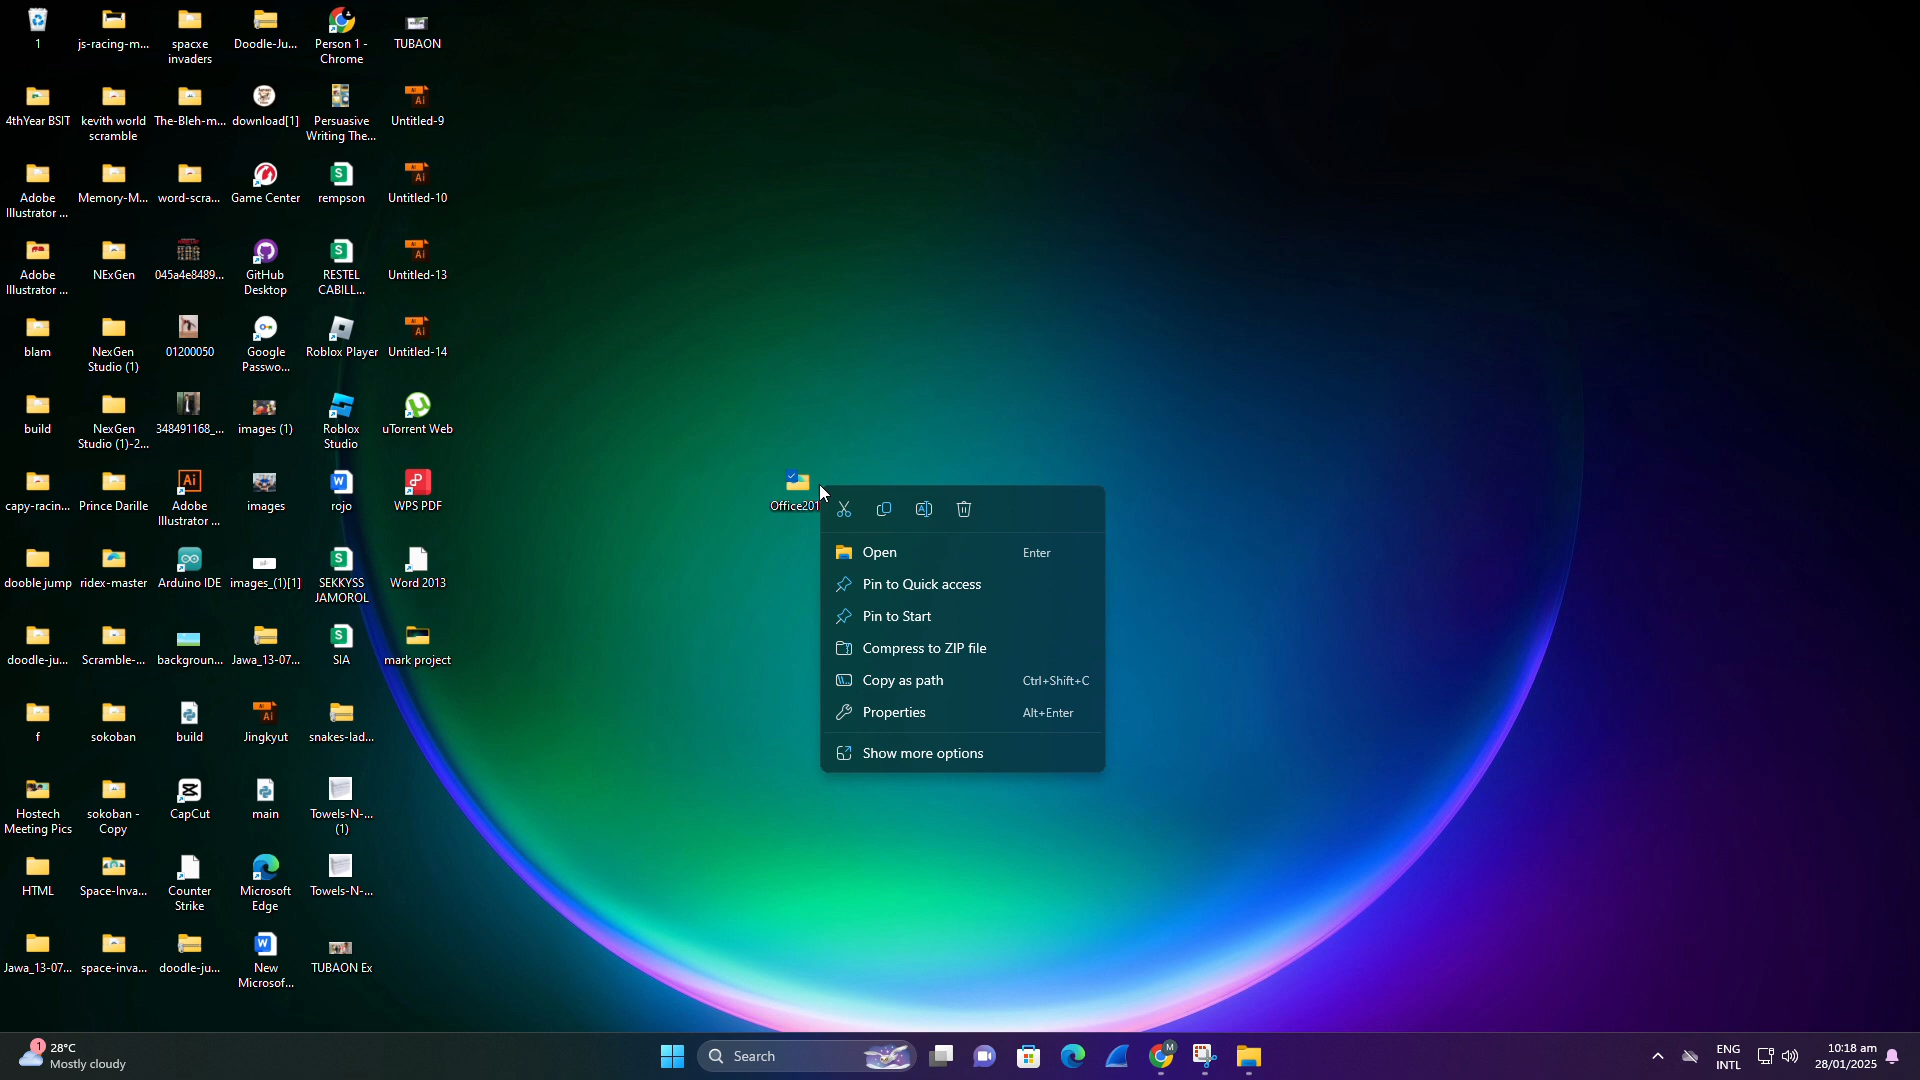 1
js-racing-m...
spacxe
invaders
Doodle-Ju...
Person 1 -
Chrome
TUBAON
4thYear BSIT
kevith world
scramble
The-Bleh-m...
download[1]
Persuasive
Writing The...
Untitled-9
Adobe
Illustrator ...
Memory-M...
word-scra...
Game Center
rempson
Untitled-10
Adobe
Illustrator ...
NExGen
045a4e8489...
GitHub
Desktop
RESTEL
CABILL...
Untitled-13
blam
NexGen
Studio (1)
01200050
Google
Passwo...
Roblox Player
Untitled-14
build
NexGen
Studio (1)-2...
348491168_...
images (1)
Roblox
Studio
uTorrent Web
capy-racin...
Prince Darille
Adobe
Illustrator ...
images
rojo
WPS PDF
dooble jump
ridex-master
Arduino IDE
images_(1)[1]
SEKKYSS
JAMOROL
Word 2013
doodle-ju...
Scramble-...
backgroun...
Jawa_13-07...
SIA
mark project
f
sokoban
build
Jingkyut
snakes-lad...
Hostech
Meeting Pics
sokoban -
Copy
CapCut
main
Towels-N-...
(1)
HTML
Space-Inva...
Counter
Strike
Microsoft
Edge
Towels-N-...
Jawa_13-07...
space-inva...
doodle-ju...
New
Microsof...
TUBAON Ex
Office201
Open Enter
Pin to Quick access
Pin to Start
Compress to ZIP file
Copy as path Ctrl+Shift+C
Properties Alt+Enter
Show more options
1
28°C
Mostly cloudy
Search
M
ENG
INTL
10:18 am
28/01/2025